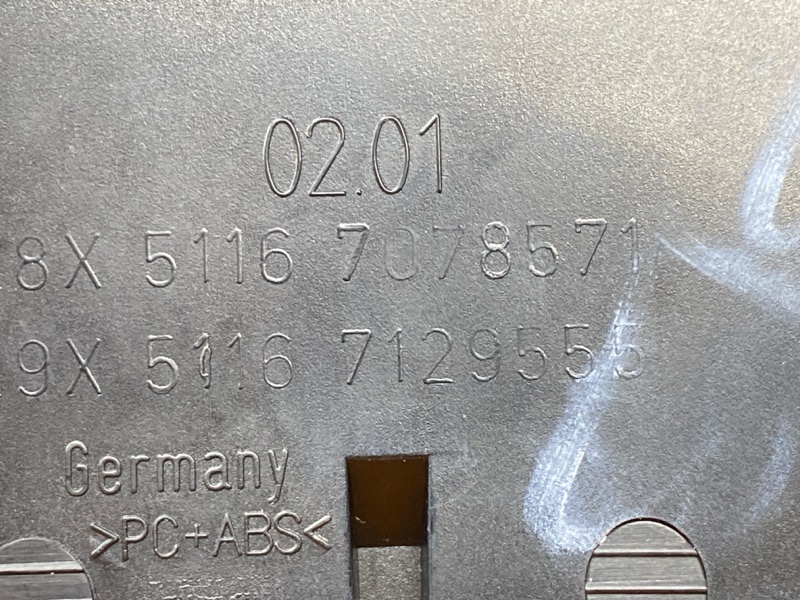 02.01
8X 5116 7078571
9X 5116 7129555
Germany
>PC+ABS<